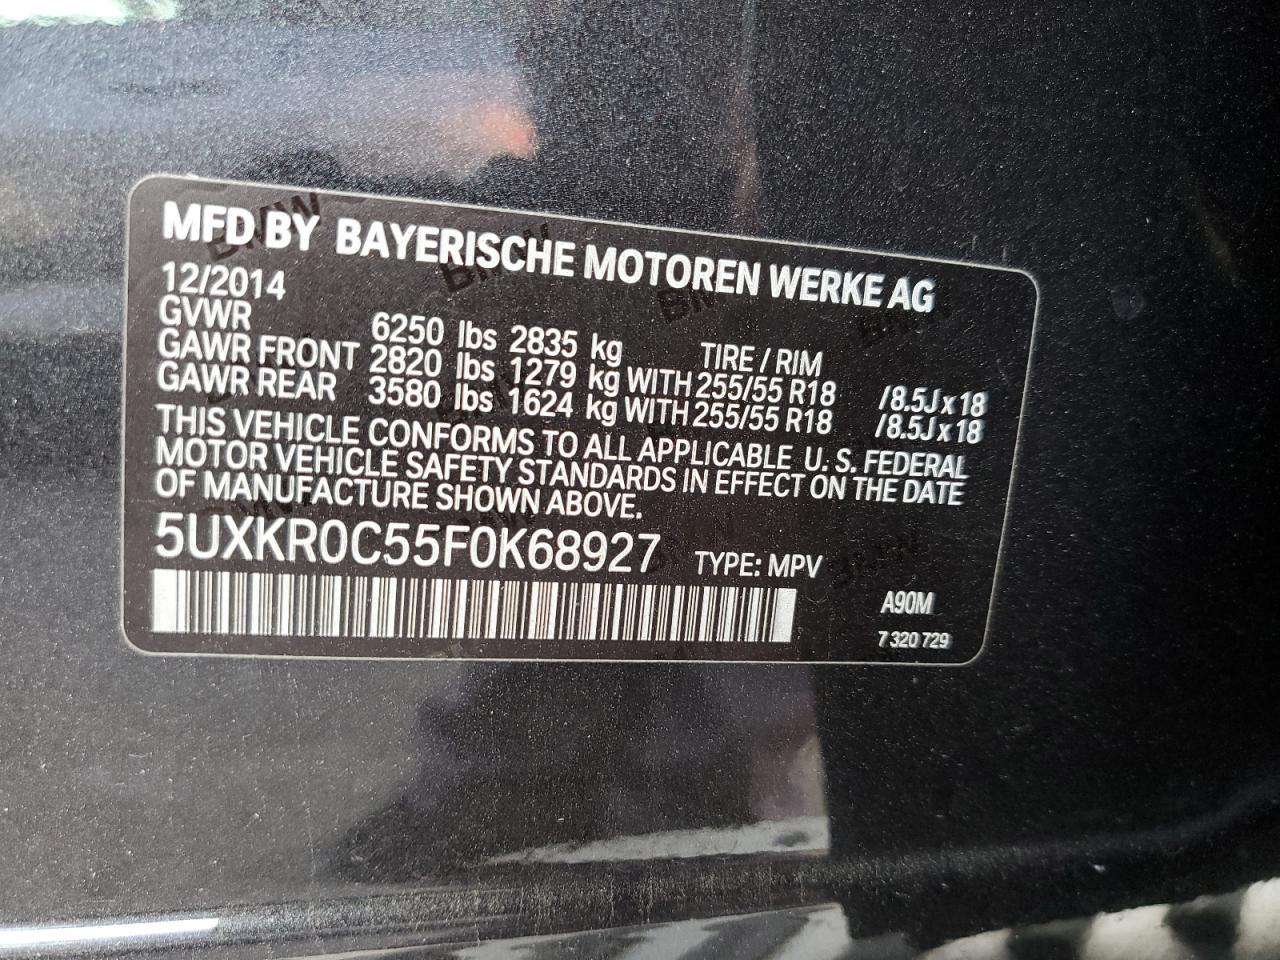 MFD BY BAYERISCHE MOTOREN WERKE AG
12/2014
GVWR 6250 lbs 2835 kg TIRE / RIM
GAWR FRONT 2820 lbs 1279 kg WITH 255/55 R18 /8.5J x 18
GAWR REAR 3580 lbs 1624 kg WITH 255/55 R18 /8.5J x 18
THIS VEHICLE CONFORMS TO ALL APPLICABLE U. S. FEDERAL
MOTOR VEHICLE SAFETY STANDARDS IN EFFECT ON THE DATE
OF MANUFACTURE SHOWN ABOVE.
5UXKR0C55F0K68927 TYPE: MPV
A90M
7 320 729